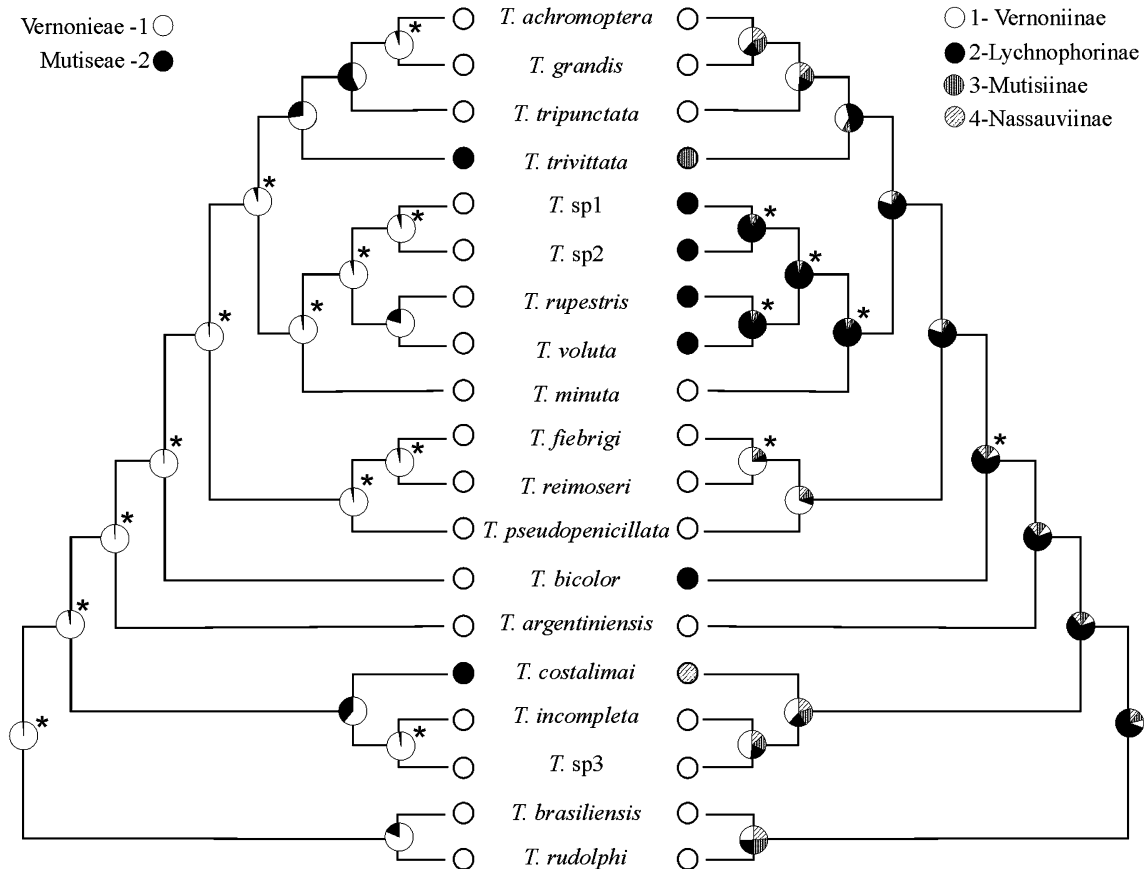 Vernonieae -1
Mutiseae -2
1- Vernoniinae
2-Lychnophorinae
3-Mutisiinae
4-Nassauviinae
T. achromoptera
T. grandis
T. tripunctata
T. trivittata
T. sp1
T. sp2
T. rupestris
T. voluta
T. minuta
T. fiebrigi
T. reimoseri
T. pseudopenicillata
T. bicolor
T. argentiniensis
T. costalimai
T. incompleta
T. sp3
T. brasiliensis
T. rudolphi